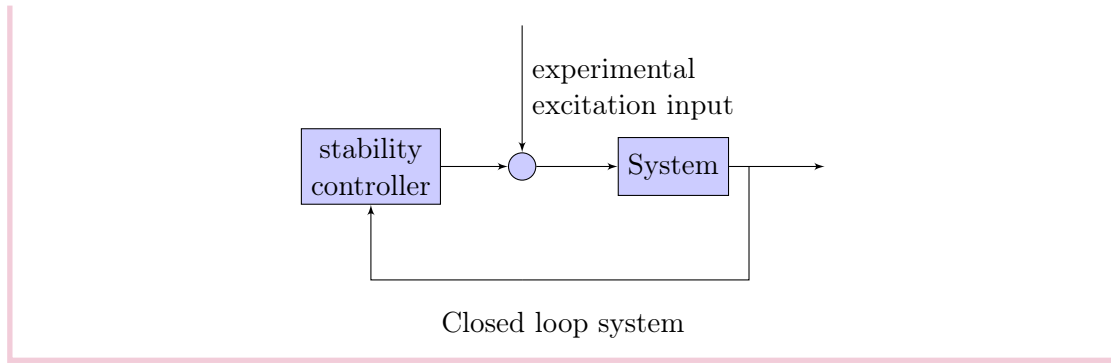 experimental
excitation input
stability
controller
System
Closed loop system